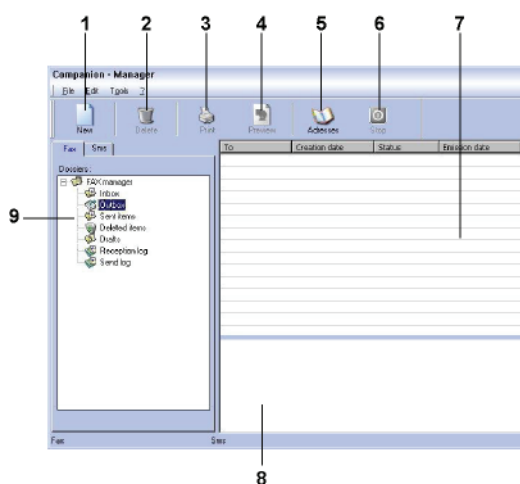 1 2 3 4 5 6 7
Companion - Manager
File Edit Tools ?
New Delete Print Preview Adresses Stop
Fax Sms To Creation date Status Emission date
Dossiers:
FAX manager
Inbox
9 Outbox
Sent items
Deleted items
Drafts
Reception log
Send log
Fax Sms
8